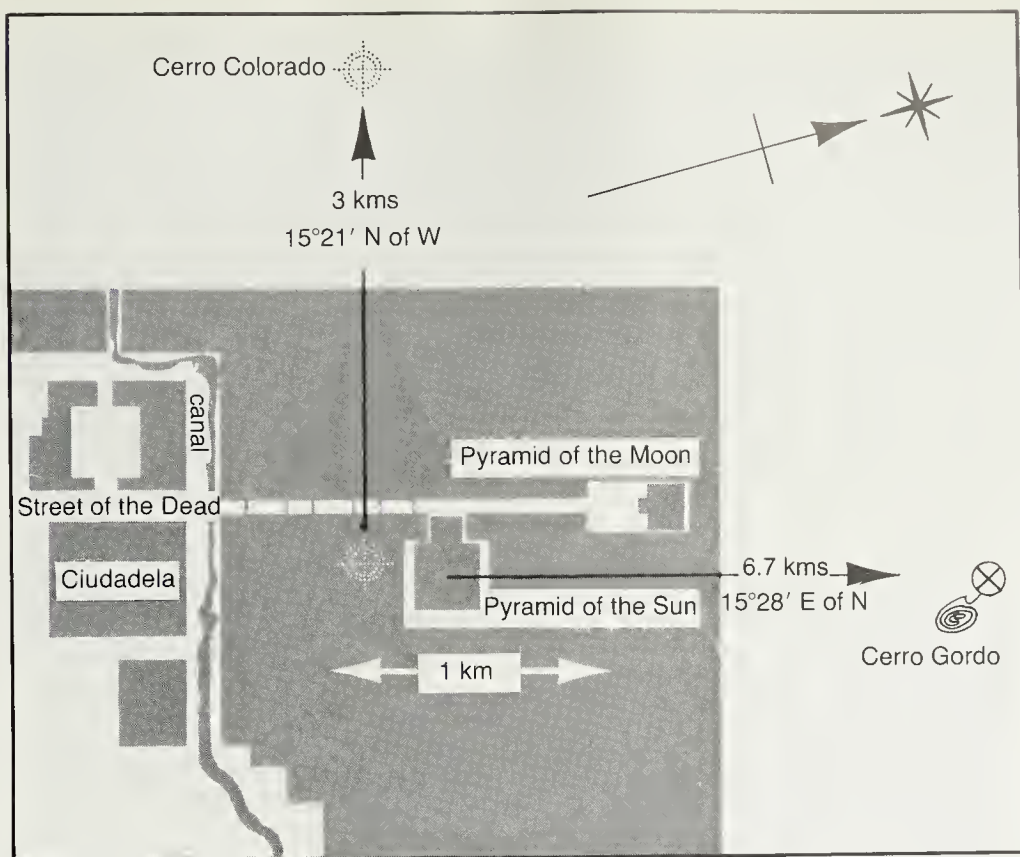 Cerro Colorado
3 kms
15°21′ N of W
canal
Pyramid of the Moon
Street of the Dead
Ciudadela
6.7 kms
15°28′ E of N
Pyramid of the Sun
1 km
Cerro Gordo